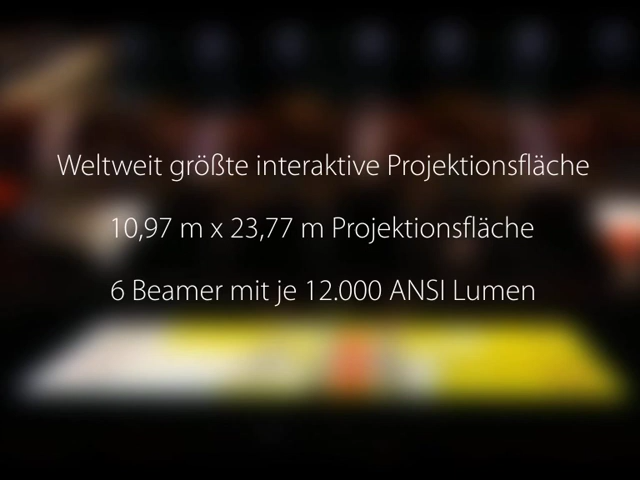 Weltweit größte interaktive Projektionsfläche
10,97 m x 23,77 m Projektionsfläche
6 Beamer mit je 12.000 ANSI Lumen